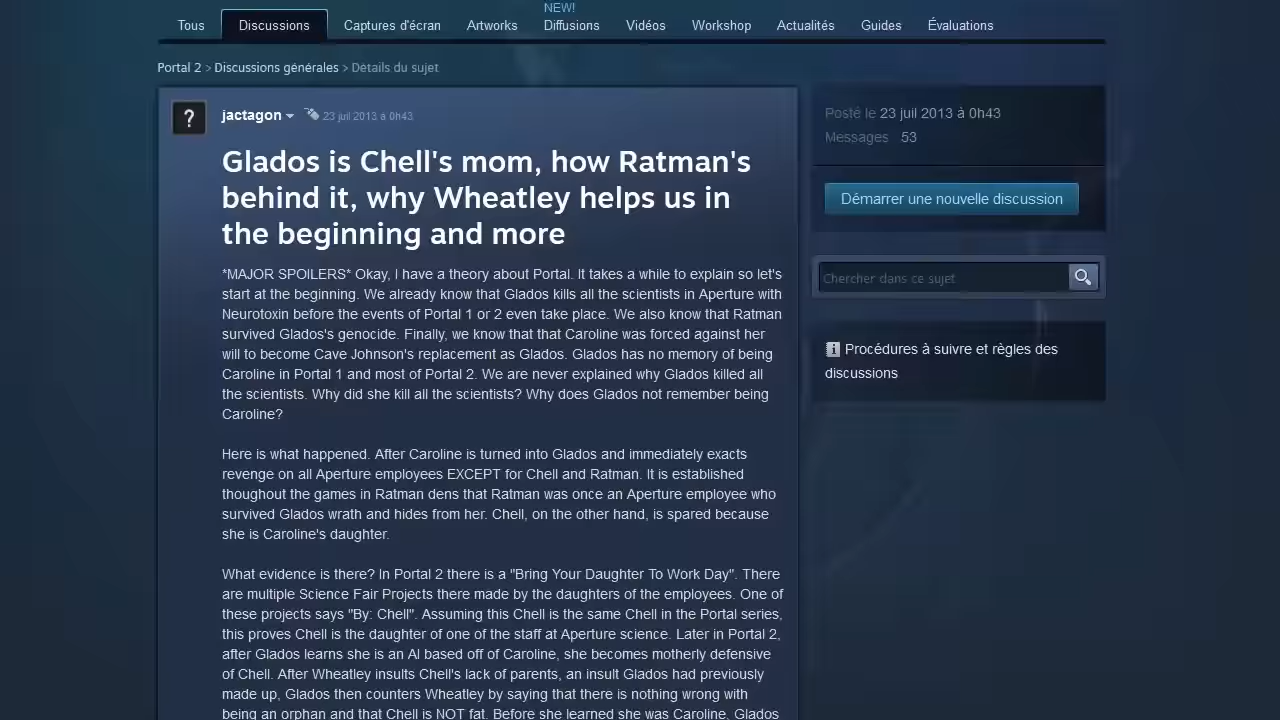 NEW!
Tous Discussions Captures d'écran Artworks Diffusions Vidéos Workshop Actualités Guides Évaluations
Portal 2 > Discussions générales > Détails du sujet
? jactagon 23 juil 2013 à 0h43
Glados is Chell's mom, how Ratman's
behind it, why Wheatley helps us in
the beginning and more
*MAJOR SPOILERS* Okay, I have a theory about Portal. It takes a while to explain so let's
start at the beginning. We already know that Glados kills all the scientists in Aperture with
Neurotoxin before the events of Portal 1 or 2 even take place. We also know that Ratman
survived Glados's genocide. Finally, we know that that Caroline was forced against her
will to become Cave Johnson's replacement as Glados. Glados has no memory of being
Caroline in Portal 1 and most of Portal 2. We are never explained why Glados killed all
the scientists. Why did she kill all the scientists? Why does Glados not remember being
Caroline?
Here is what happened. After Caroline is turned into Glados and immediately exacts
revenge on all Aperture employees EXCEPT for Chell and Ratman. It is established
thoughout the games in Ratman dens that Ratman was once an Aperture employee who
survived Glados wrath and hides from her. Chell, on the other hand, is spared because
she is Caroline's daughter.
What evidence is there? In Portal 2 there is a "Bring Your Daughter To Work Day". There
are multiple Science Fair Projects there made by the daughters of the employees. One of
these projects says "By: Chell". Assuming this Chell is the same Chell in the Portal series,
this proves Chell is the daughter of one of the staff at Aperture science. Later in Portal 2,
after Glados learns she is an AI based off of Caroline, she becomes motherly defensive
of Chell. After Wheatley insults Chell's lack of parents, an insult Glados had previously
made up, Glados then counters Wheatley by saying that there is nothing wrong with
being an orphan and that Chell is NOT fat. Before she learned she was Caroline, Glados
Posté le 23 juil 2013 à 0h43
Messages 53
Démarrer une nouvelle discussion
Chercher dans ce sujet
i Procédures à suivre et règles des
discussions